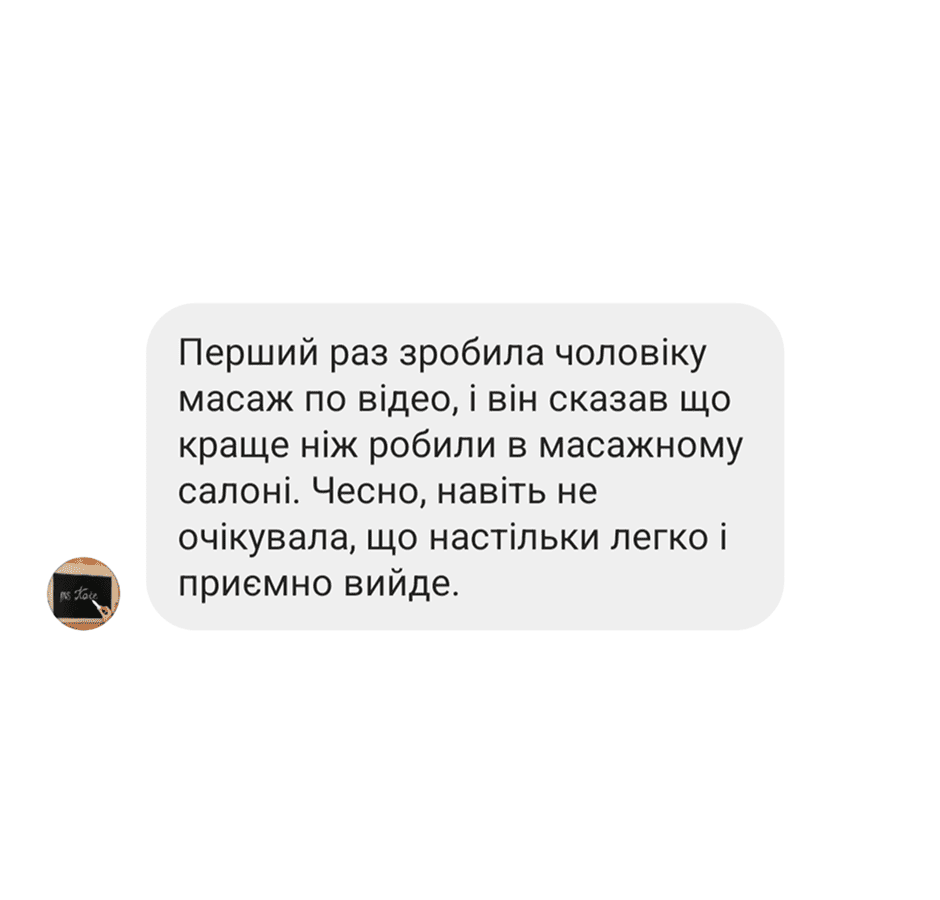 Перший раз зробила чоловіку
масаж по відео, і він сказав що
краще ніж робили в масажному
салоні. Чесно, навіть не
очікувала, що настільки легко і
приємно вийде.